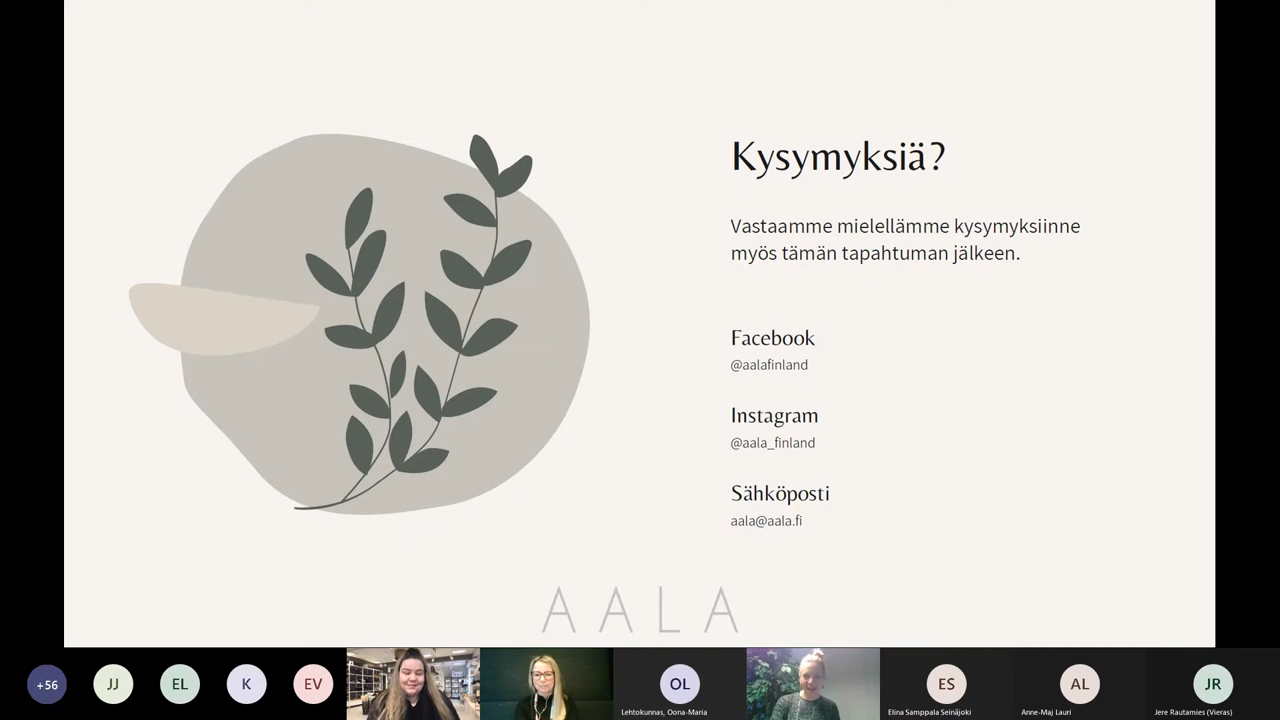 Kysymyksiä?
Vastaamme mielellämme kysymyksiinne
myös tämän tapahtuman jälkeen.
Facebook
@aalafinland
Instagram
@aala_finland
Sähköposti
aala@aala.fi
AALA
+56
JJ
EL
K
EV
OL
Lehtokunnas, Oona-Maria
ES
Elina Samppala Seinäjoki
AL
Anne-Maj Lauri
JR
Jere Rautamies (Vieras)